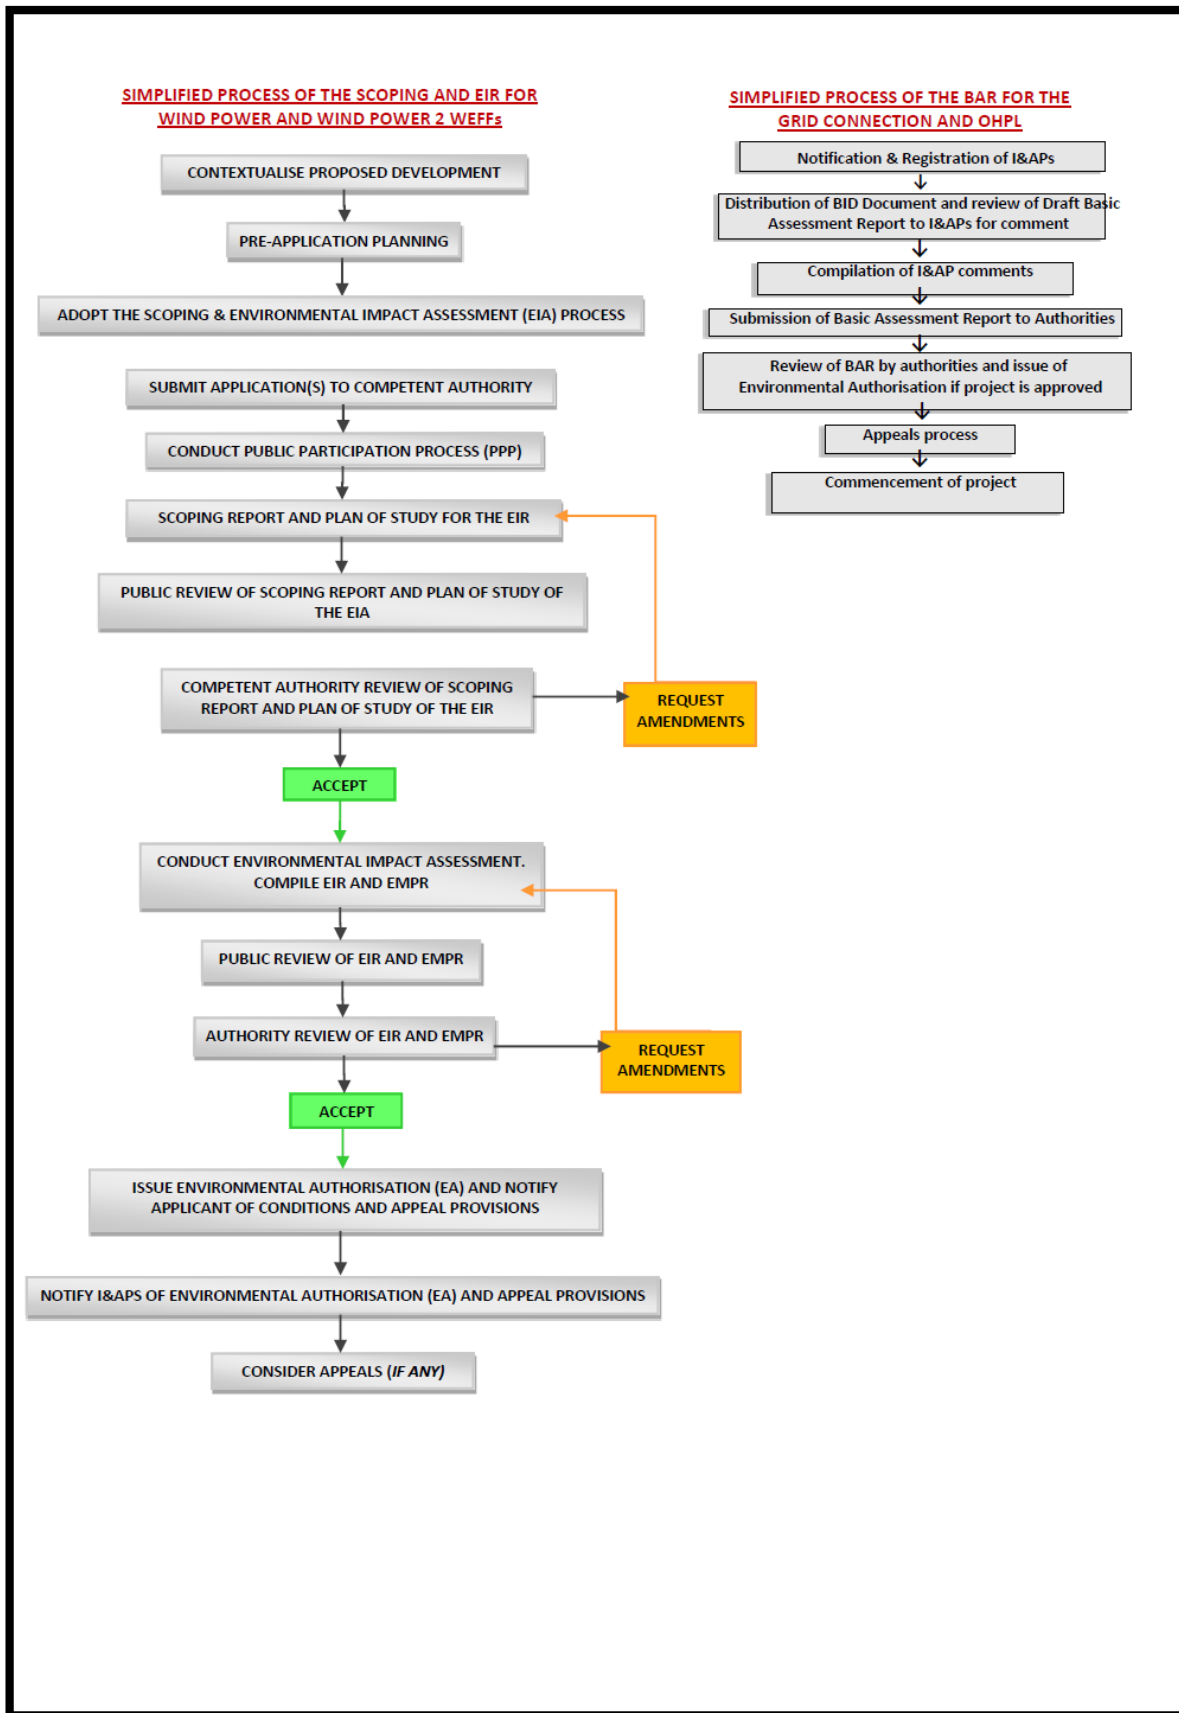 SIMPLIFIED PROCESS OF THE SCOPING AND EIR FOR
WIND POWER AND WIND POWER 2 WEFFs
CONTEXTUALISE PROPOSED DEVELOPMENT
PRE-APPLICATION PLANNING
ADOPT THE SCOPING & ENVIRONMENTAL IMPACT ASSESSMENT (EIA) PROCESS
SUBMIT APPLICATION(S) TO COMPETENT AUTHORITY
CONDUCT PUBLIC PARTICIPATION PROCESS (PPP)
SCOPING REPORT AND PLAN OF STUDY FOR THE EIR
PUBLIC REVIEW OF SCOPING REPORT AND PLAN OF STUDY OF
THE EIA
COMPETENT AUTHORITY REVIEW OF SCOPING
REPORT AND PLAN OF STUDY OF THE EIR
REQUEST
AMENDMENTS
ACCEPT
CONDUCT ENVIRONMENTAL IMPACT ASSESSMENT.
COMPILE EIR AND EMPR
PUBLIC REVIEW OF EIR AND EMPR
AUTHORITY REVIEW OF EIR AND EMPR
REQUEST
AMENDMENTS
ACCEPT
ISSUE ENVIRONMENTAL AUTHORISATION (EA) AND NOTIFY
APPLICANT OF CONDITIONS AND APPEAL PROVISIONS
NOTIFY I&APS OF ENVIRONMENTAL AUTHORISATION (EA) AND APPEAL PROVISIONS
CONSIDER APPEALS (IF ANY)
SIMPLIFIED PROCESS OF THE BAR FOR THE
GRID CONNECTION AND OHPL
Notification & Registration of I&APs
Distribution of BID Document and review of Draft Basic
Assessment Report to I&APs for comment
Compilation of I&AP comments
Submission of Basic Assessment Report to Authorities
Review of BAR by authorities and issue of
Environmental Authorisation if project is approved
Appeals process
Commencement of project